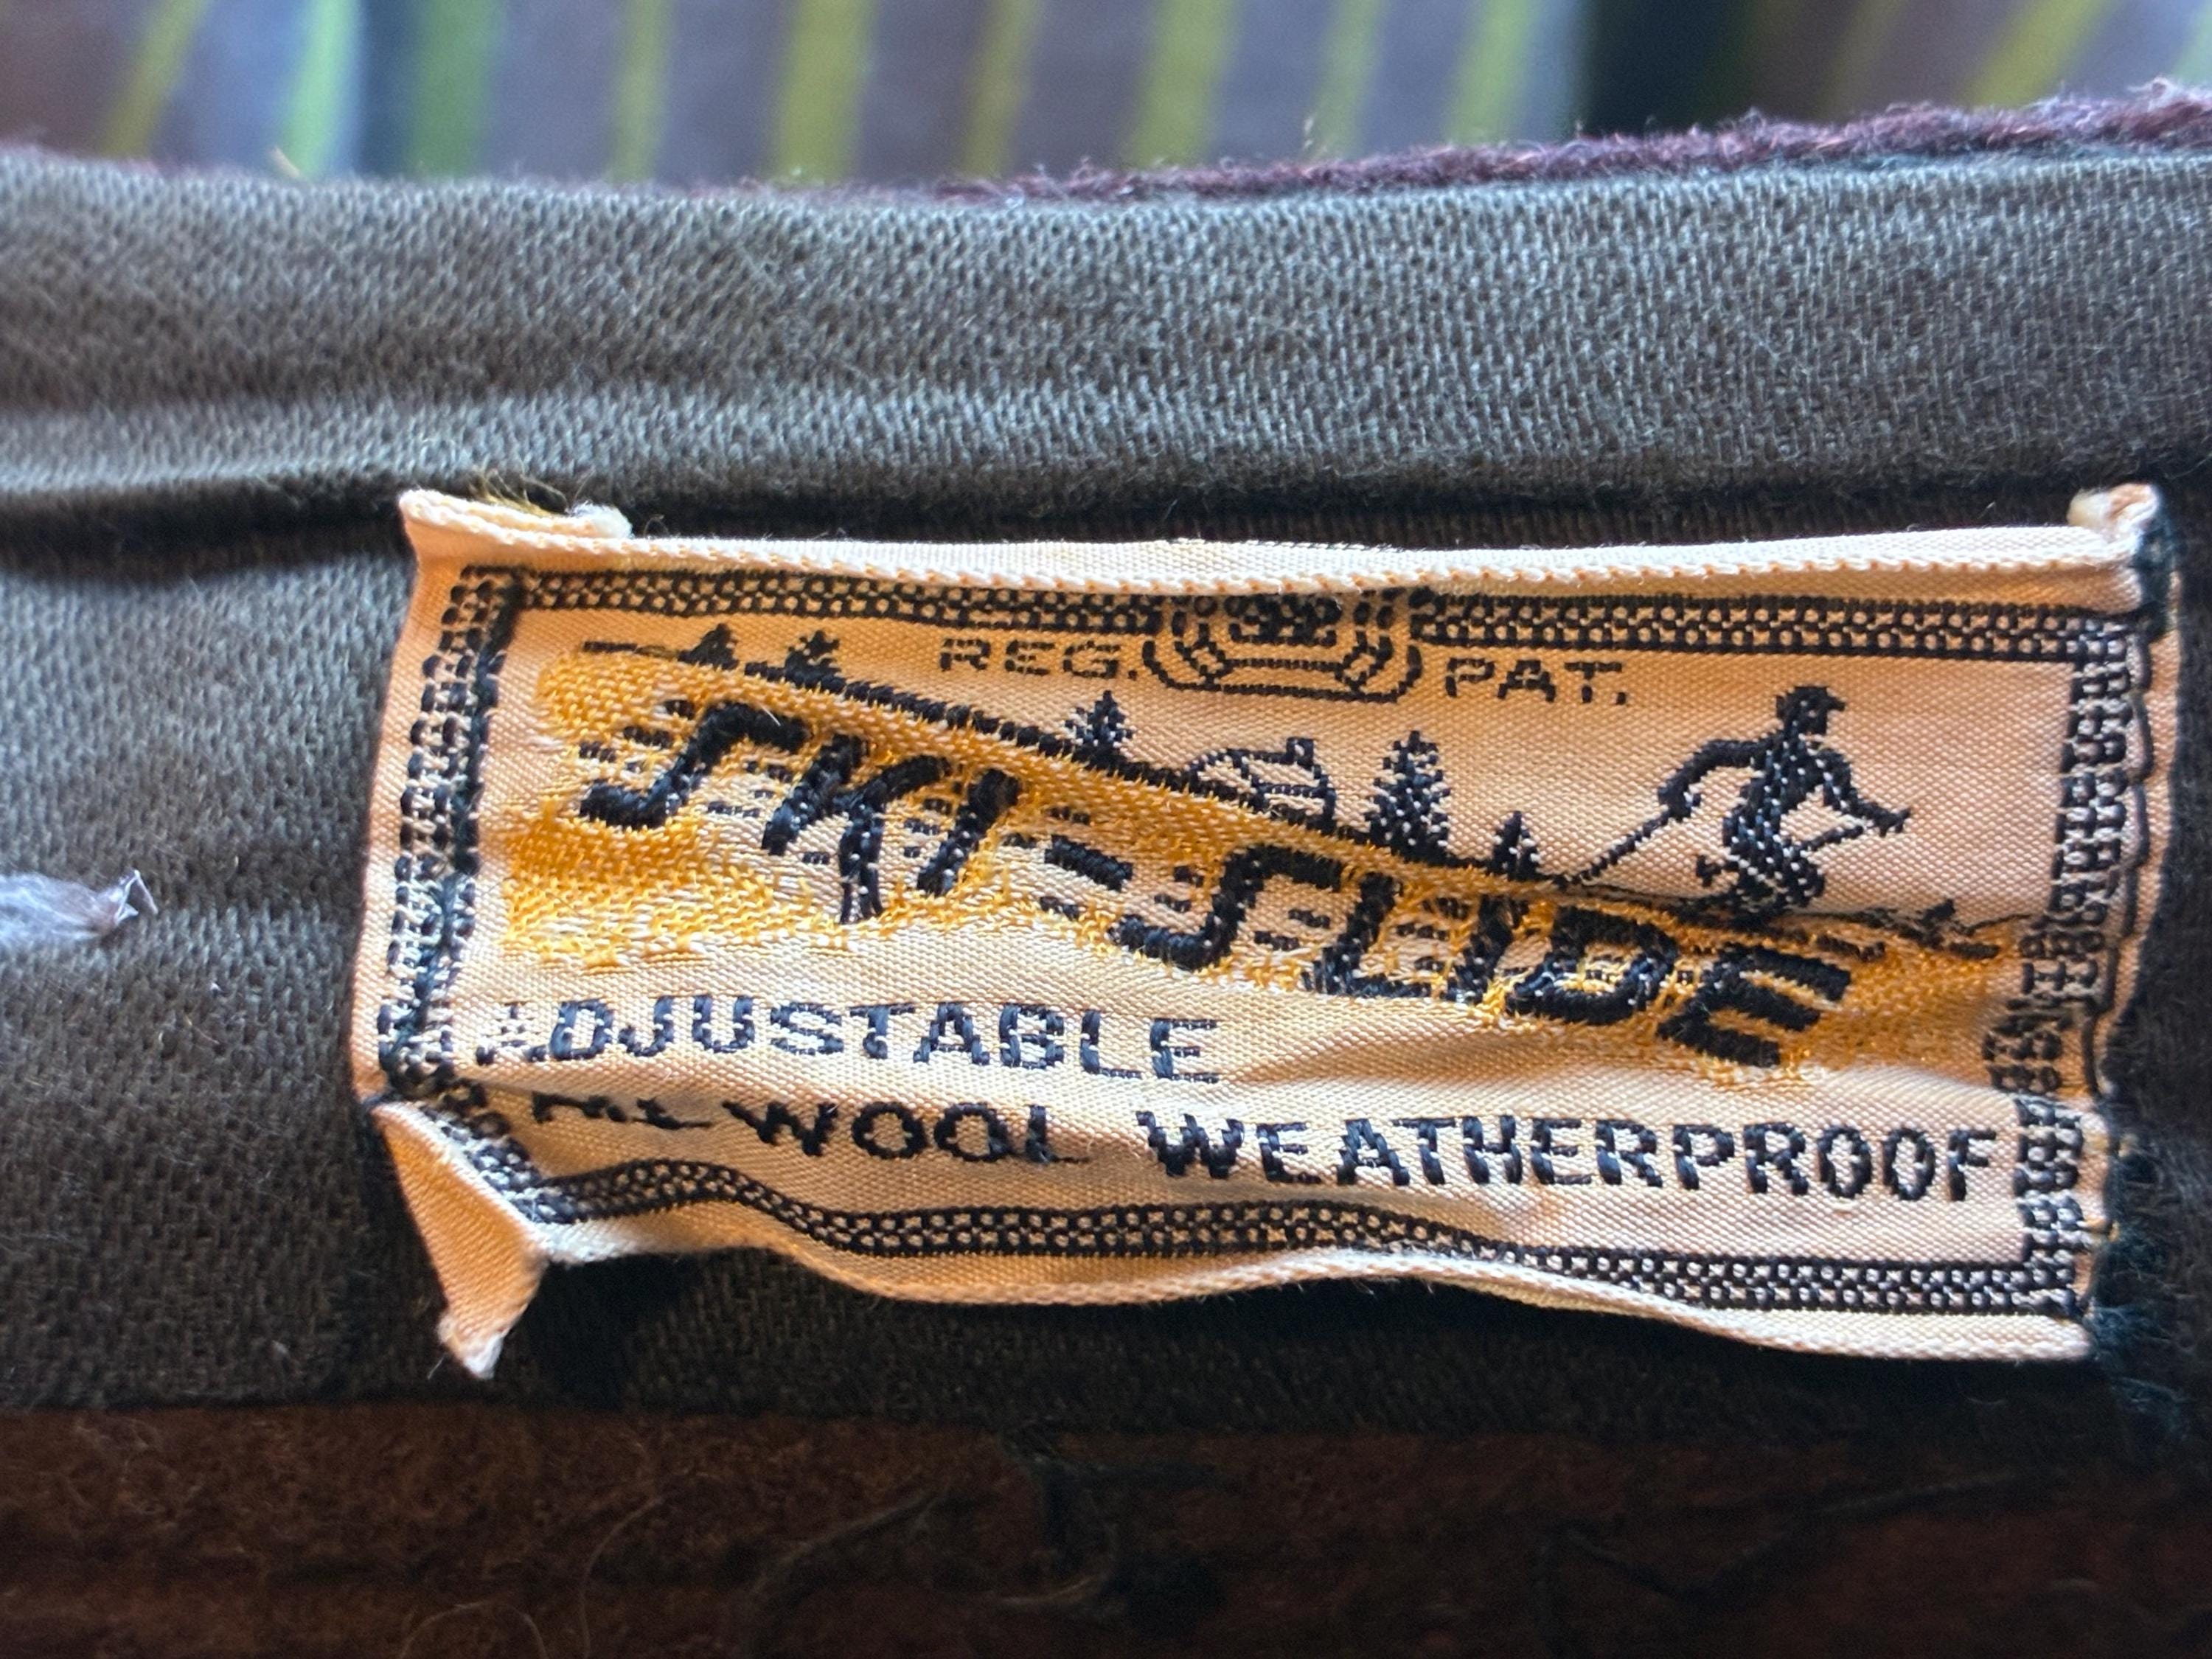 REG. PAT.
SKI-SLIDE
ADJUSTABLE
WOOL WEATHERPROOF